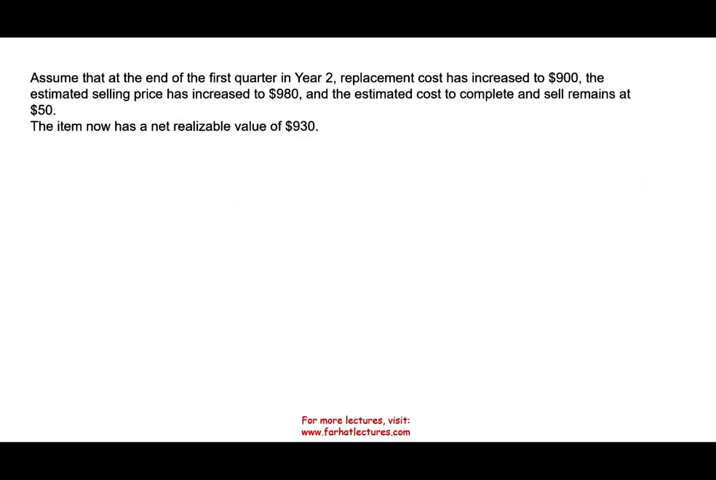 Assume that at the end of the first quarter in Year 2, replacement cost has increased to $900, the
estimated selling price has increased to $980, and the estimated cost to complete and sell remains at
$50.
The item now has a net realizable value of $930.
For more lectures, visit:
www.farhatlectures.com